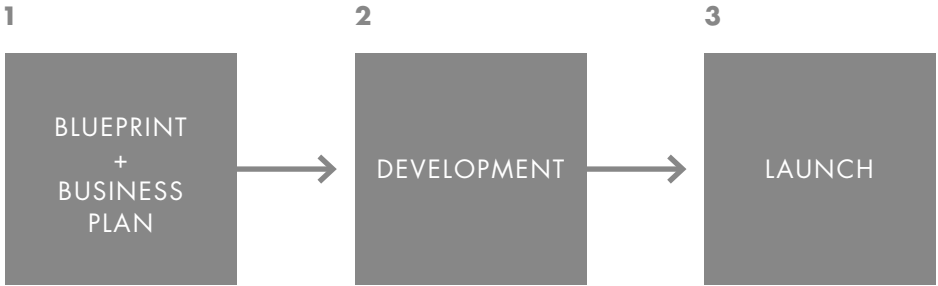 1
2
3
BLUEPRINT
+
BUSINESS
PLAN
DEVELOPMENT
LAUNCH